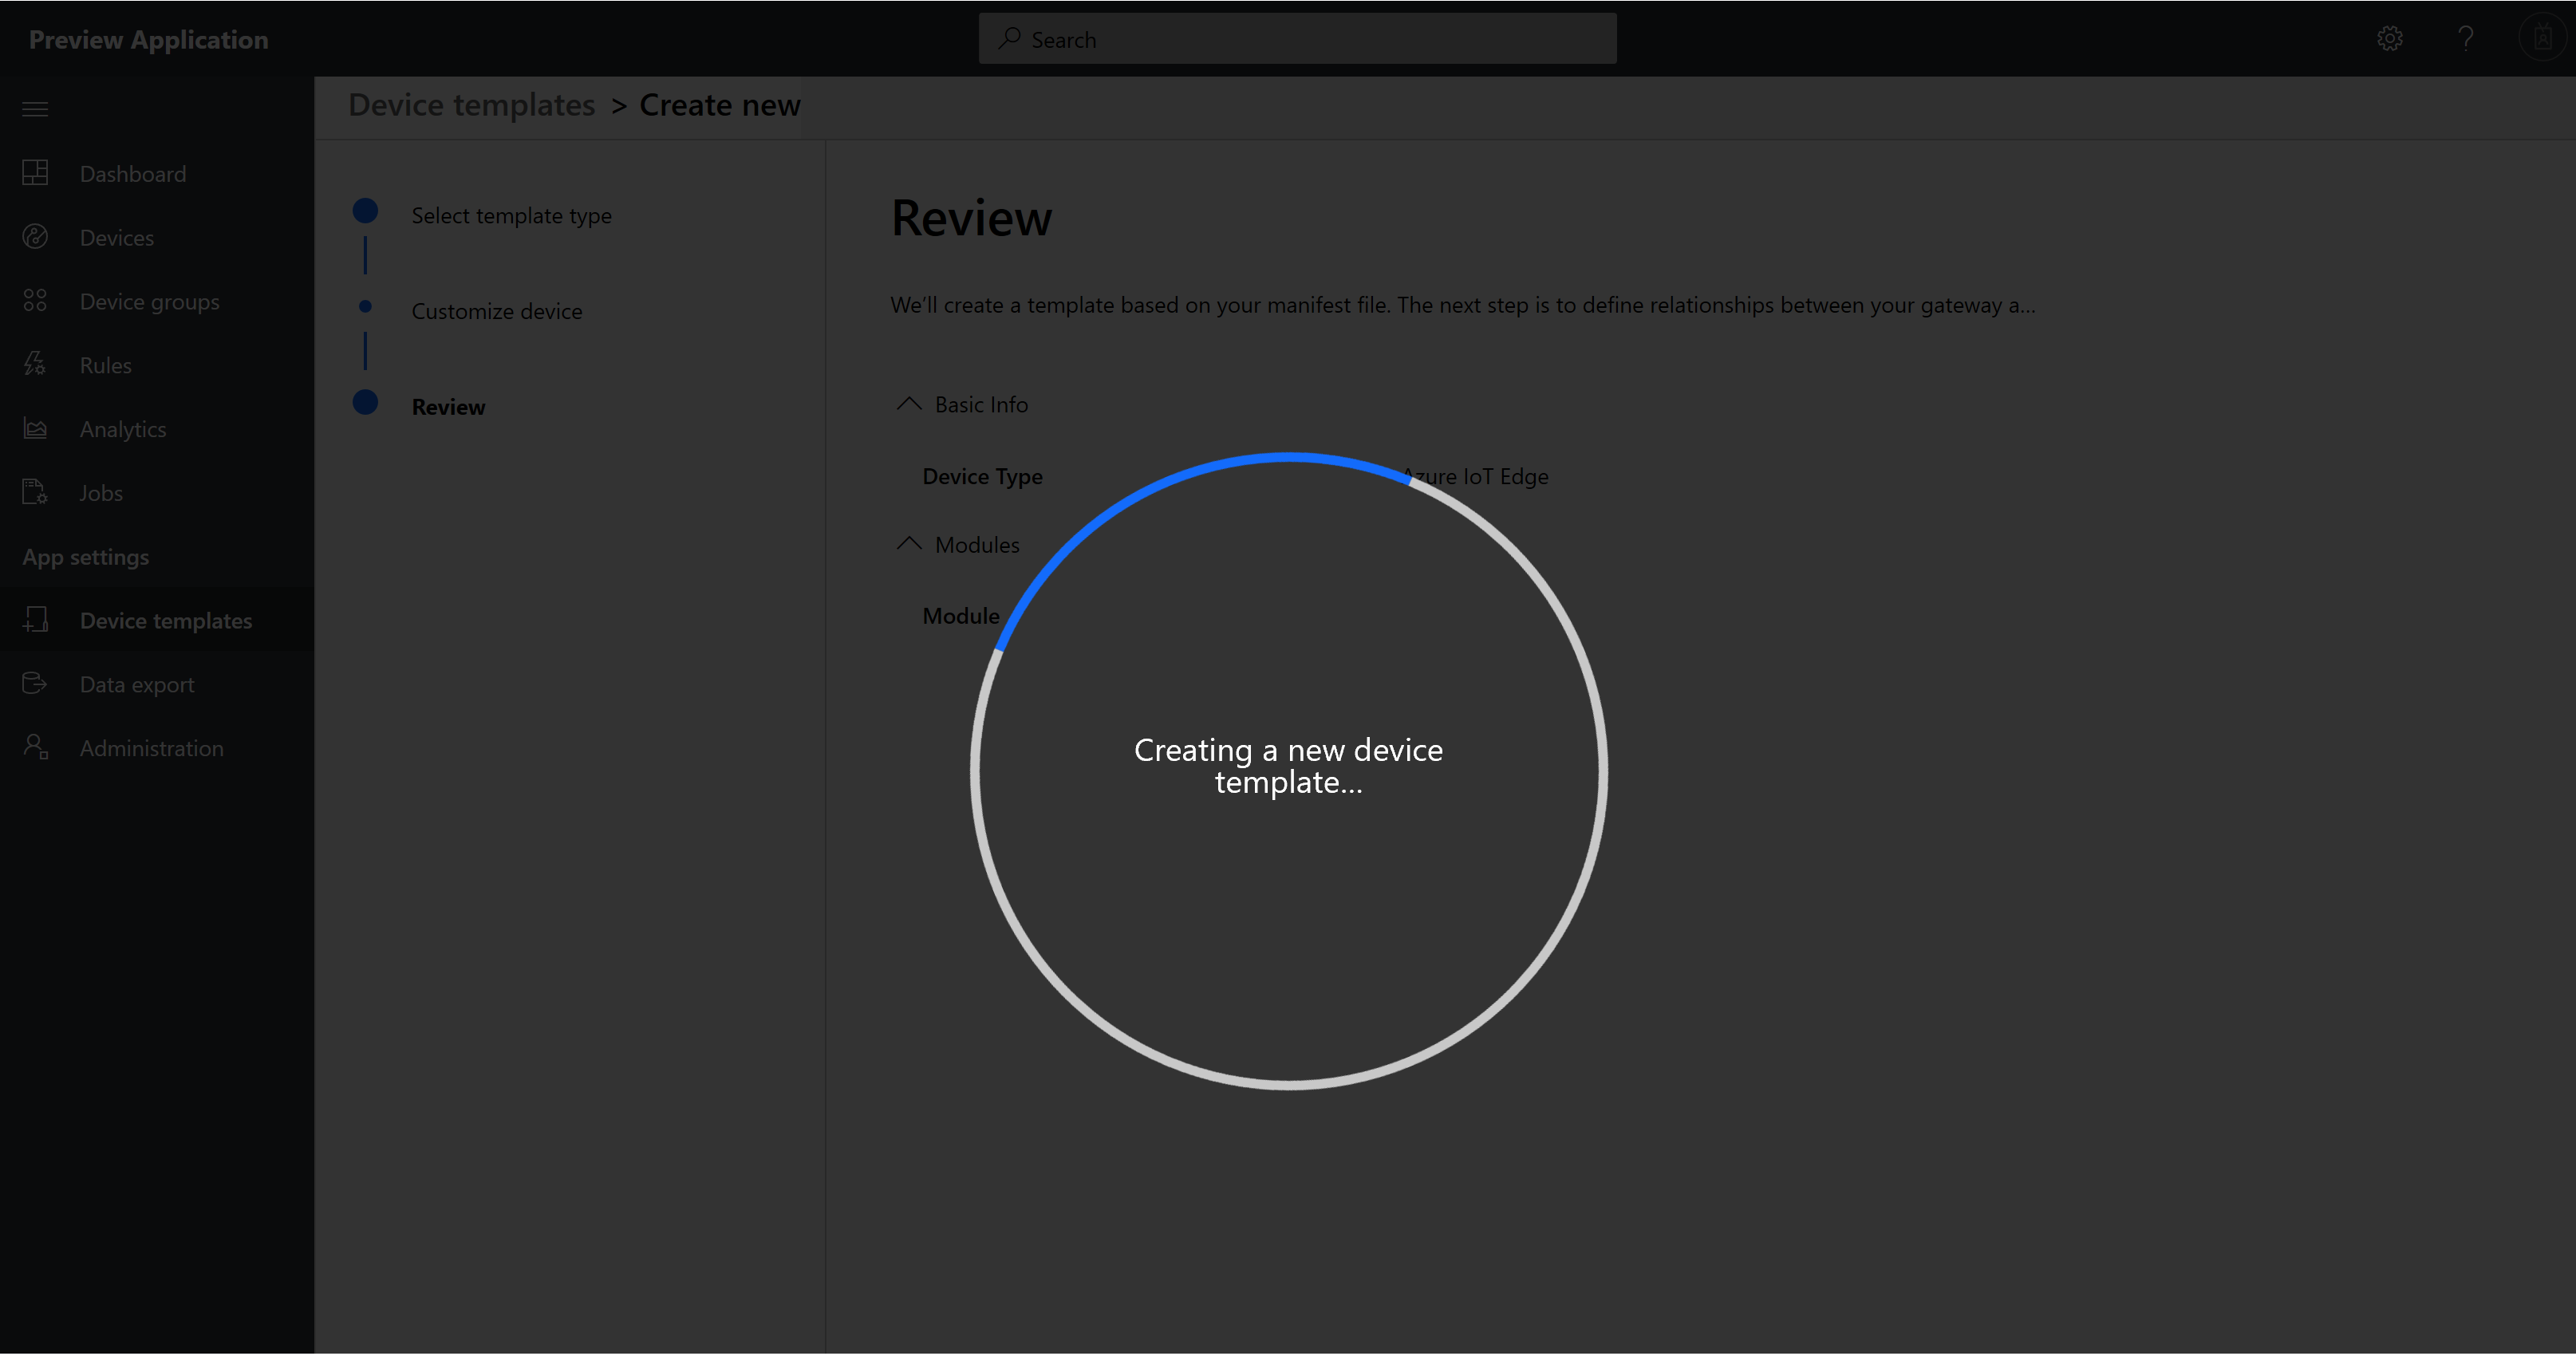 Preview Application
Search
Device templates > Create new
Dashboard
Devices
Device groups
Rules
Analytics
Jobs
App settings
Device templates
Data export
Administration
Select template type
Customize device
Review
Review
We'll create a template based on your manifest file. The next step is to define relationships between your gateway a...
Basic Info
Device Type Azure IoT Edge
Modules
Module
Creating a new device
template...